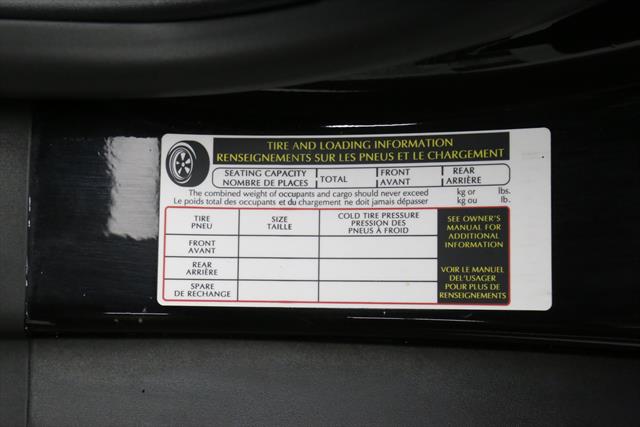 TIRE AND LOADING INFORMATION
RENSEIGNEMENTS SUR LES PNEUS ET LE CHARGEMENT
SEATING CAPACITY
NOMBRE DE PLACES
TOTAL
FRONT
AVANT
REAR
ARRIÈRE
The combined weight of occupants and cargo should never exceed kg or lbs.
Le poids total des occupants et du chargement ne doit jamais dépasser kg ou lb.
TIRE
PNEU
SIZE
TAILLE
COLD TIRE PRESSURE
PRESSION DES
PNEUS À FROID
SEE OWNER'S
MANUAL FOR
ADDITIONAL
INFORMATION
FRONT
AVANT
REAR
ARRIÈRE
SPARE
DE RECHANGE
VOIR LE MANUEL
DEL'USAGER
POUR PLUS DE
RENSEIGNEMENTS